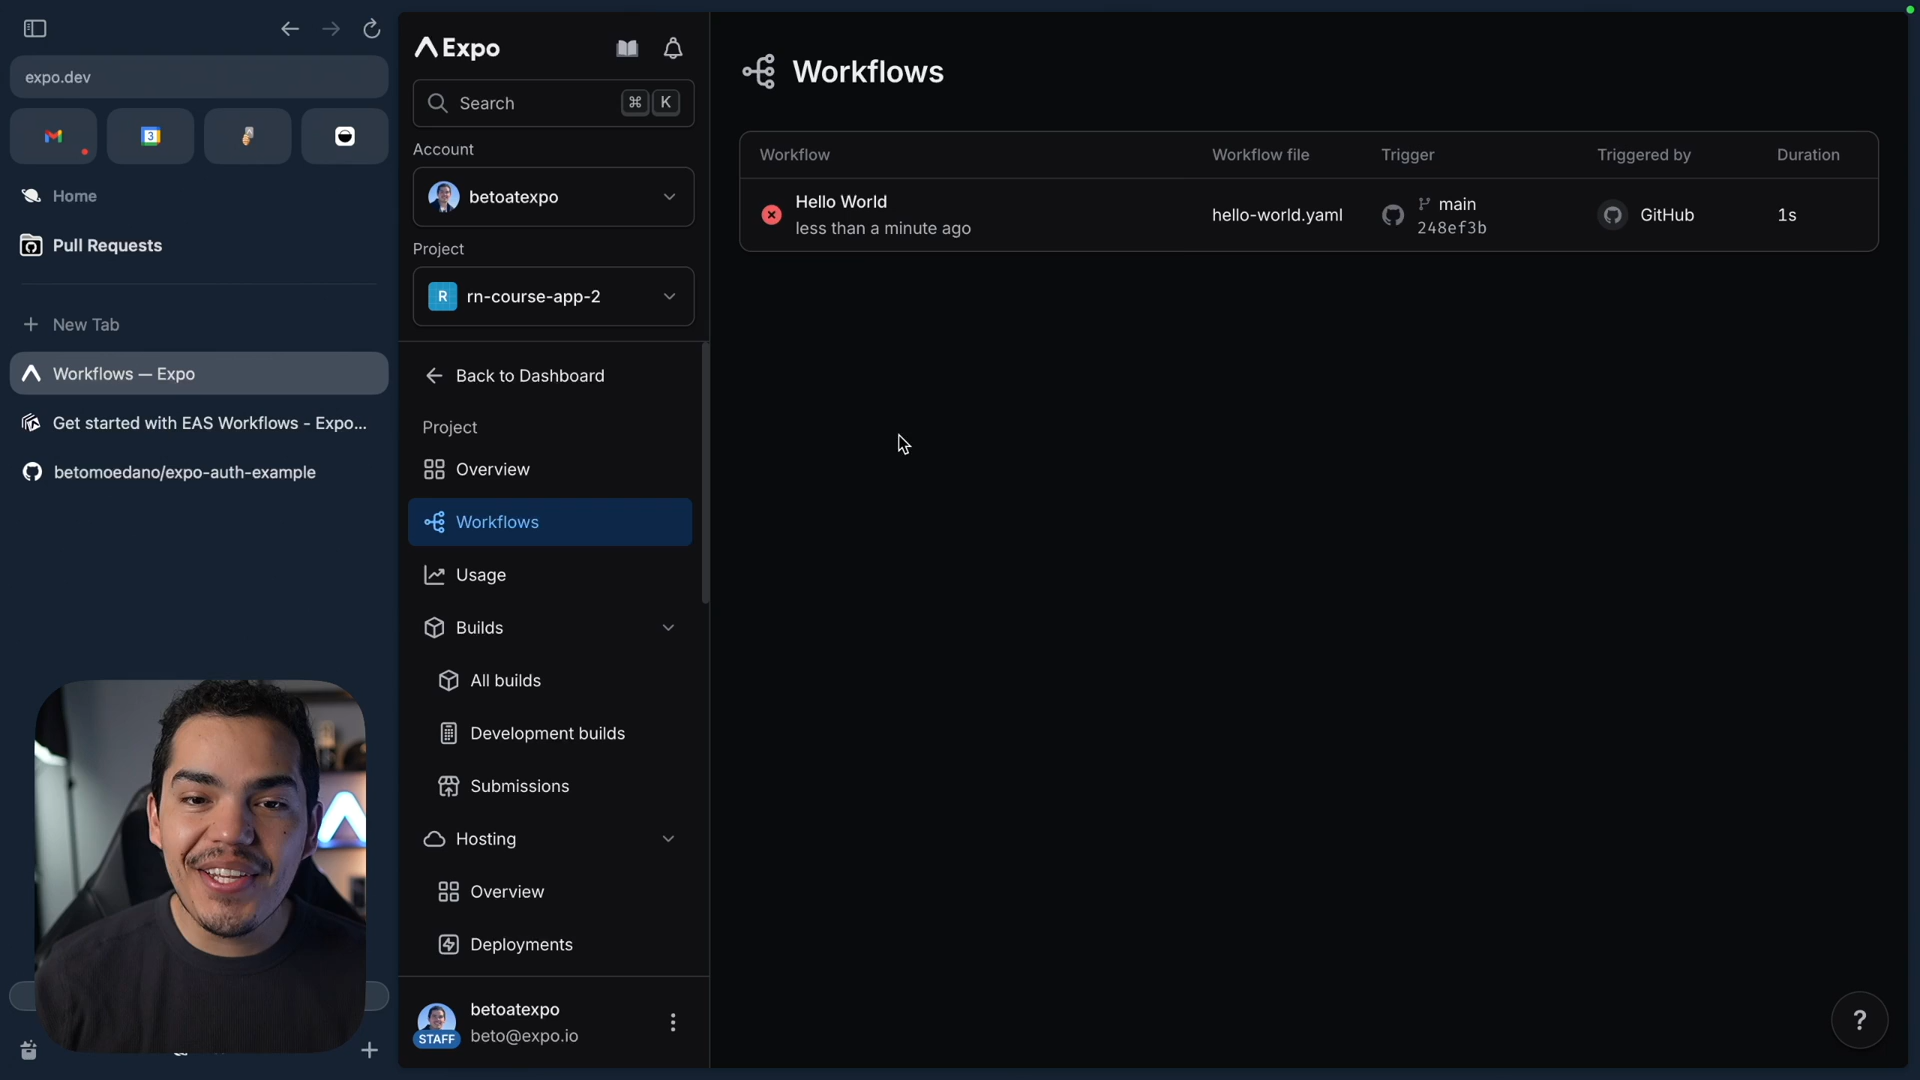 expo.dev
3
Home
Pull Requests
New Tab
Workflows — Expo
Get started with EAS Workflows - Expo...
betomoedano/expo-auth-example
Expo
Search
⌘ K
Account
betoatexpo
Project
R rn-course-app-2
Back to Dashboard
Project
Overview
Workflows
Usage
Builds
All builds
Development builds
Submissions
Hosting
Overview
Deployments
betoatexpo
STAFF beto@expo.io
Workflows
Workflow Workflow file Trigger Triggered by Duration
Hello World
less than a minute ago
hello-world.yaml
main
248ef3b
GitHub
1s
?